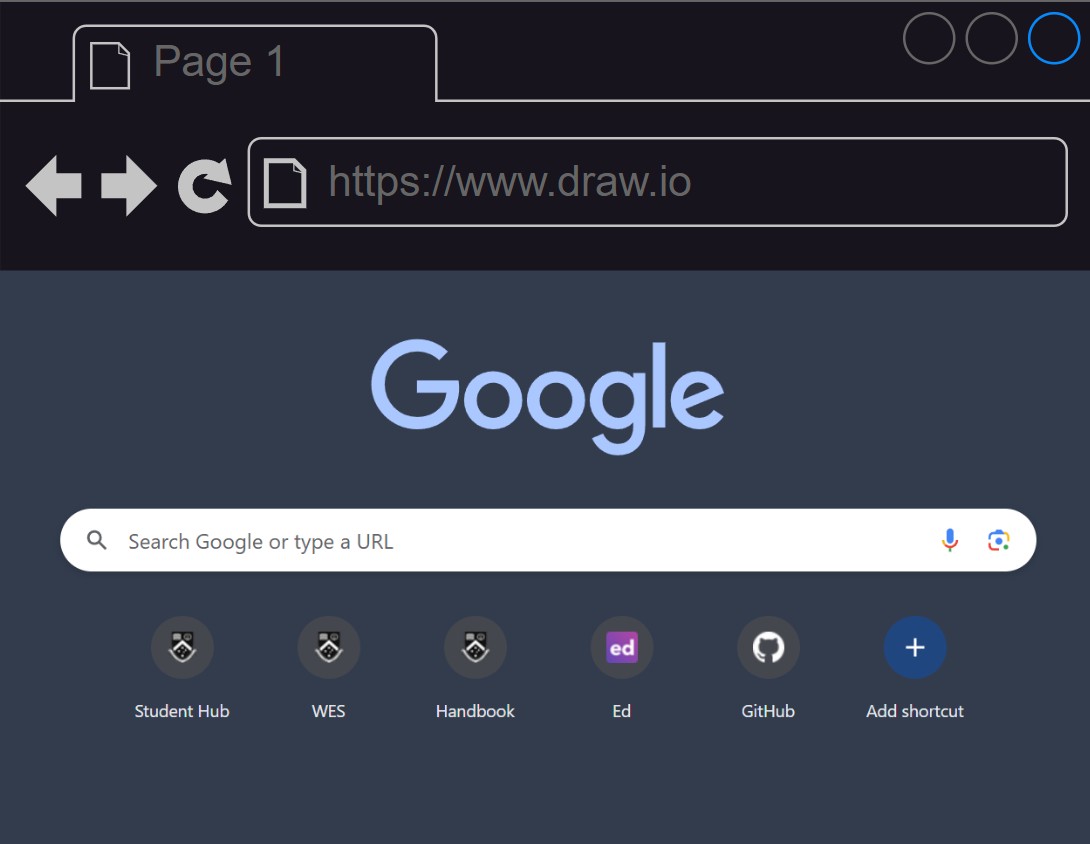 Page 1
https://www.draw.io
Google
Search Google or type a URL
ed
Student Hub WES Handbook Ed GitHub Add shortcut